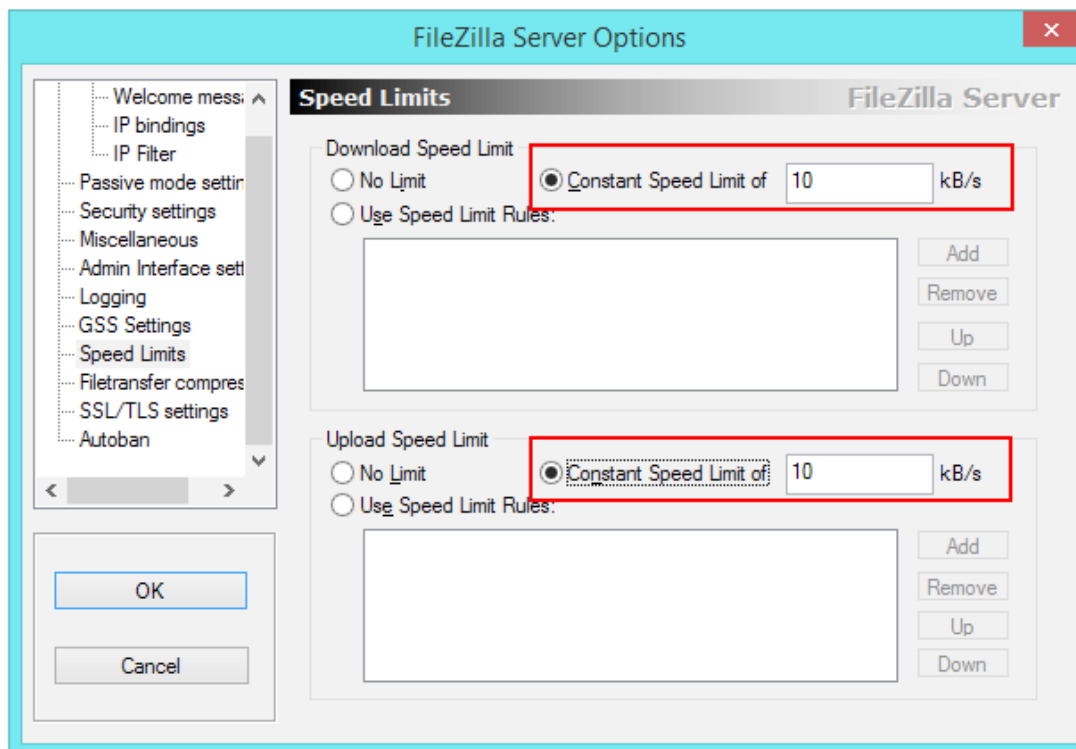 FileZilla Server Options
Welcome messa
IP bindings
IP Filter
Passive mode settin
Security settings
Miscellaneous
Admin Interface sett
Logging
GSS Settings
Speed Limits
Filetransfer compres
SSL/TLS settings
Autoban
OK
Cancel
Speed Limits FileZilla Server
Download Speed Limit
No Limit Constant Speed Limit of 10 kB/s
Use Speed Limit Rules:
Add
Remove
Up
Down
Upload Speed Limit
No Limit Constant Speed Limit of 10 kB/s
Use Speed Limit Rules:
Add
Remove
Up
Down